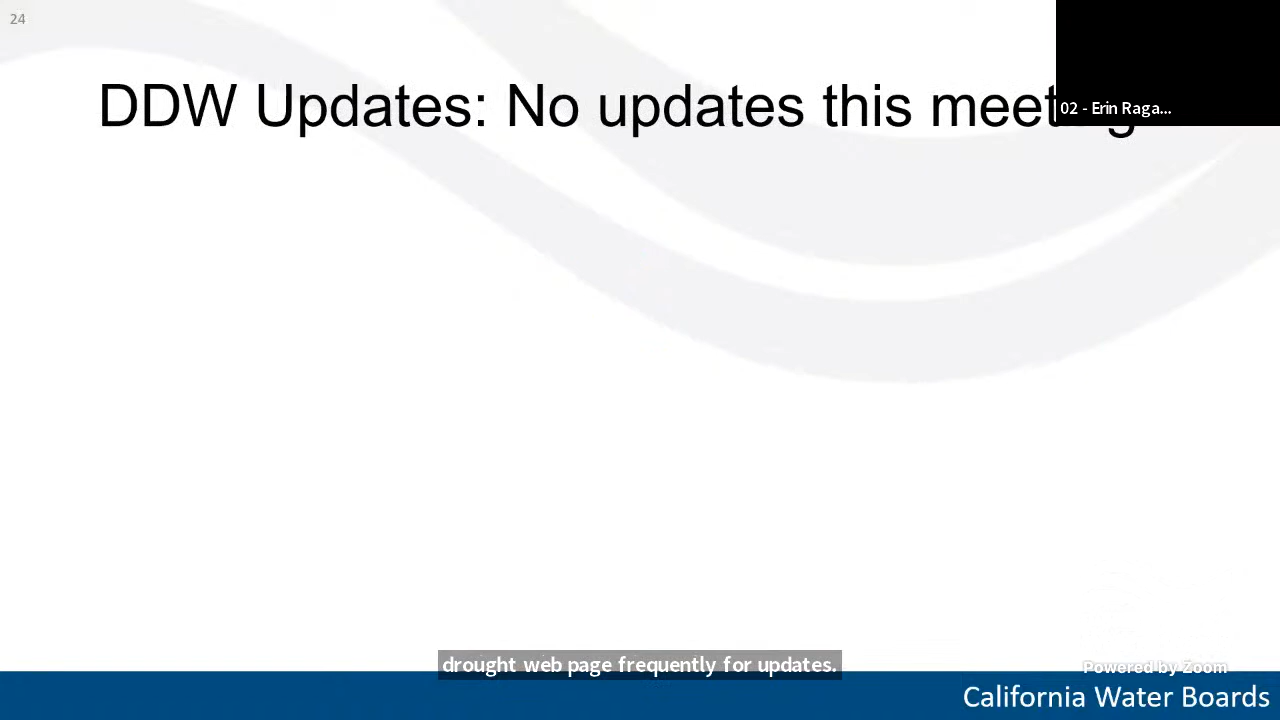 24
DDW Updates: No updates this meeting
02 - Erin Raga...
drought web page frequently for updates.
Powered by Zoom
California Water Boards